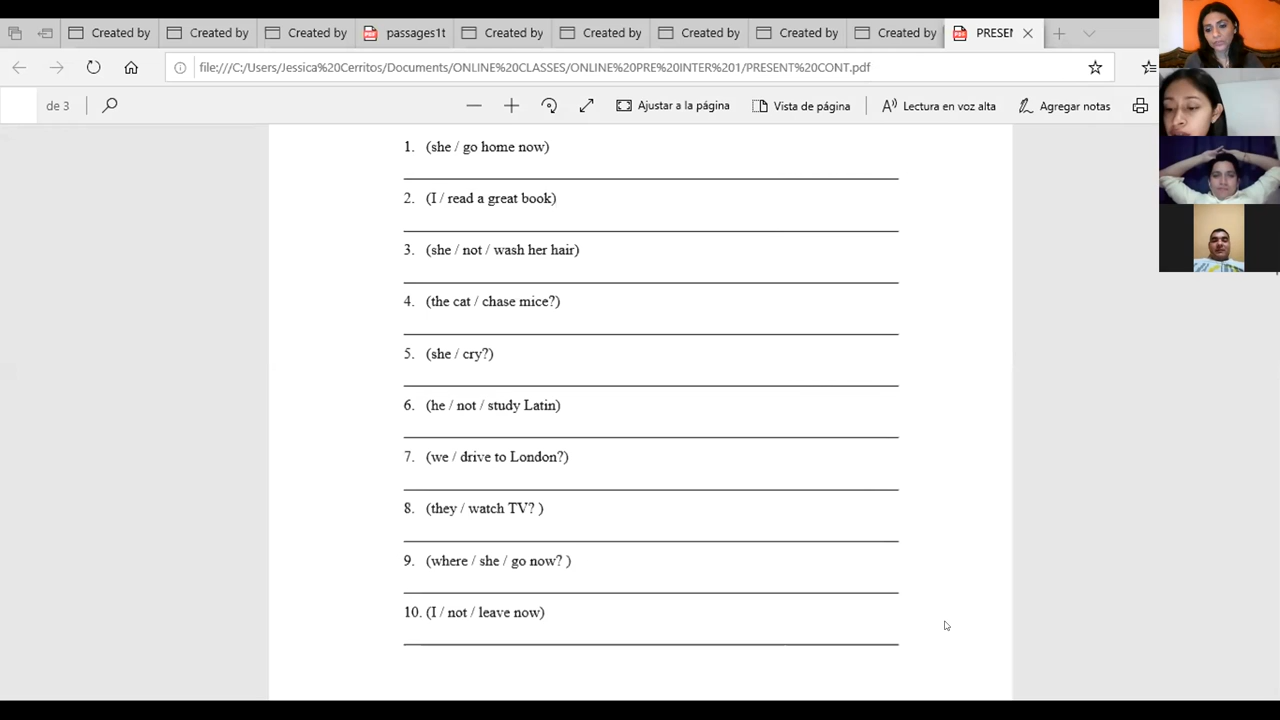 Created by
Created by
Created by
passages1t
Created by
Created by
Created by
Created by
Created by
PRESEN
file:///C:/Users/Jessica%20Cerritos/Documents/ONLINE%20CLASSES/ONLINE%20PRE%20INTER%201/PRESENT%20CONT.pdf
de 3
Ajustar a la página
Vista de página
Lectura en voz alta
Agregar notas
1. (she / go home now)
2. (I / read a great book)
3. (she / not / wash her hair)
4. (the cat / chase mice?)
5. (she / cry?)
6. (he / not / study Latin)
7. (we / drive to London?)
8. (they / watch TV? )
9. (where / she / go now? )
10. (I / not / leave now)